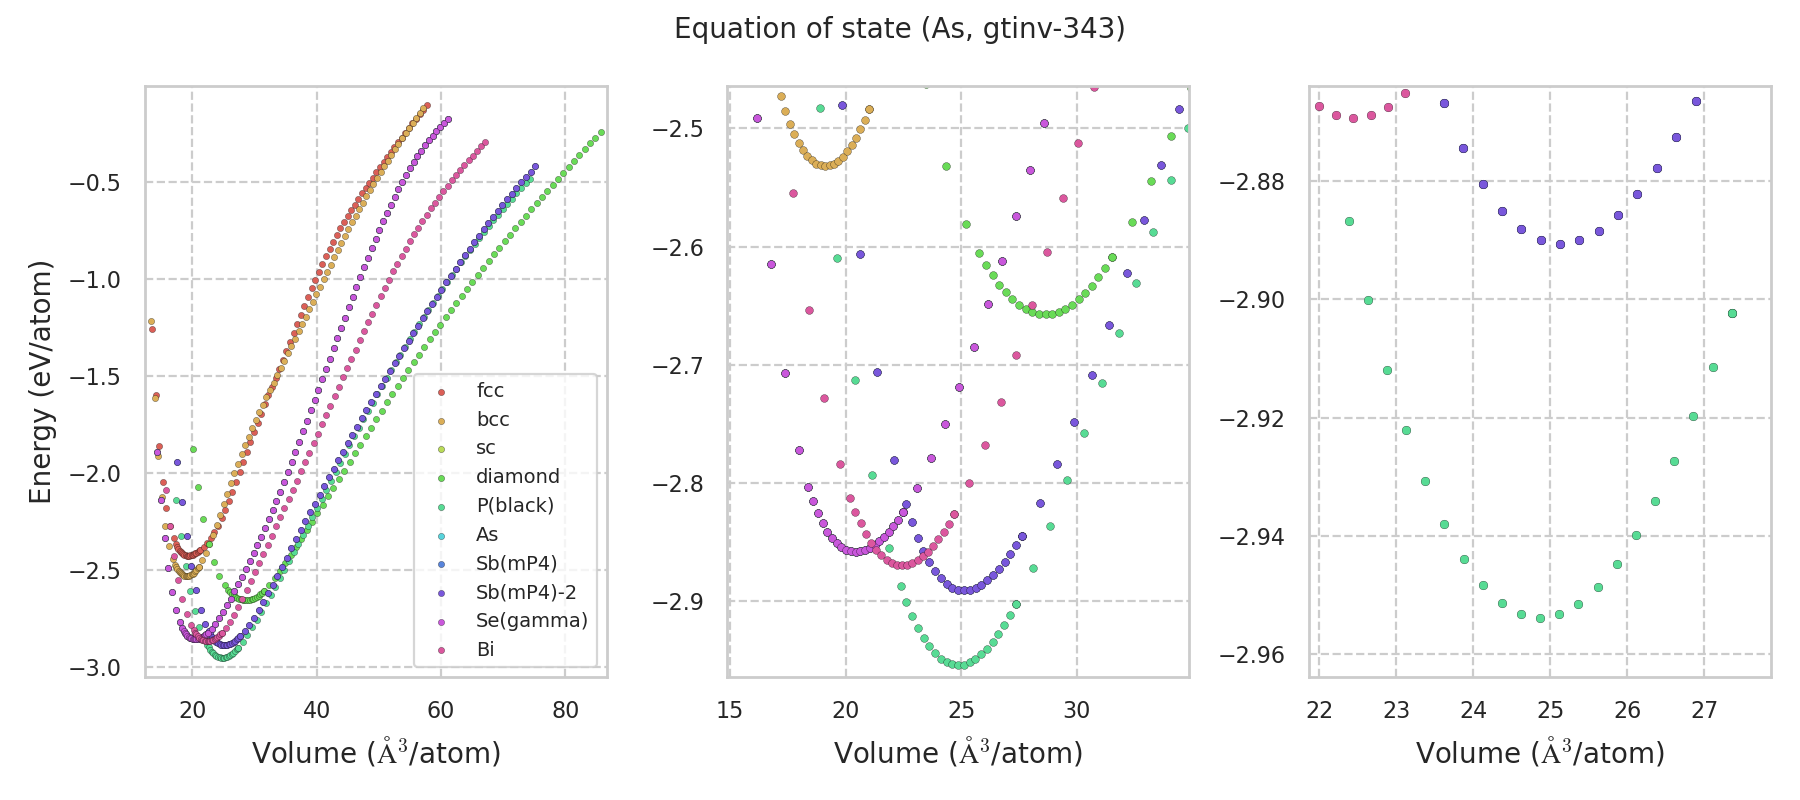 Equation of state (As, gtinv-343)
Energy (eV/atom)
−0.5
−1.0
−1.5
−2.0
−2.5
−3.0
20
40
60
80
Volume (Å³/atom)
fcc
bcc
sc
diamond
P(black)
As
Sb(mP4)
Sb(mP4)-2
Se(gamma)
Bi
−2.5
−2.6
−2.7
−2.8
−2.9
15
20
25
30
Volume (Å³/atom)
−2.88
−2.90
−2.92
−2.94
−2.96
22
23
24
25
26
27
Volume (Å³/atom)